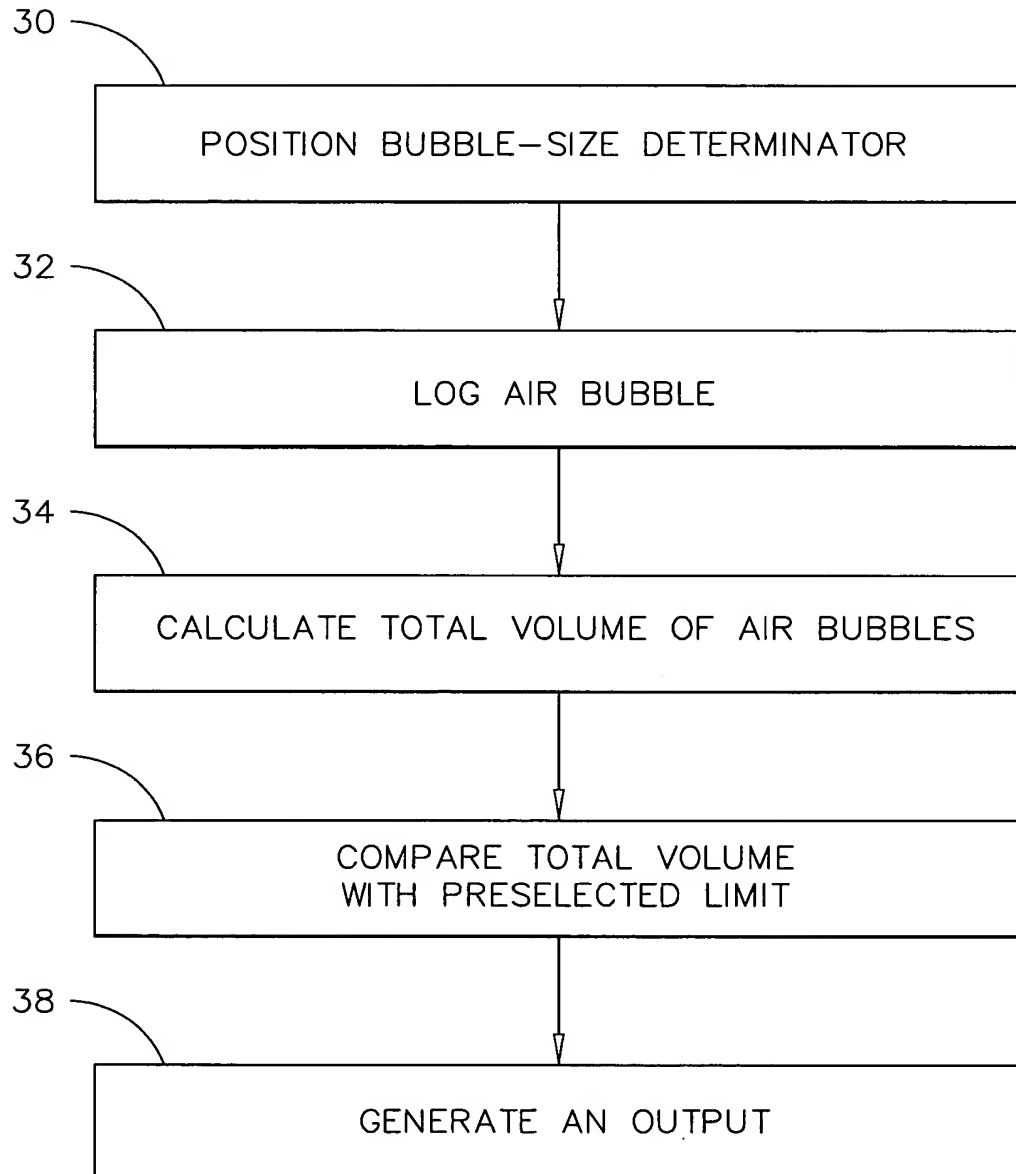 30
POSITION BUBBLE-SIZE DETERMINATOR
32
LOG AIR BUBBLE
34
CALCULATE TOTAL VOLUME OF AIR BUBBLES
36
COMPARE TOTAL VOLUME
WITH PRESELECTED LIMIT
38
GENERATE AN OUTPUT